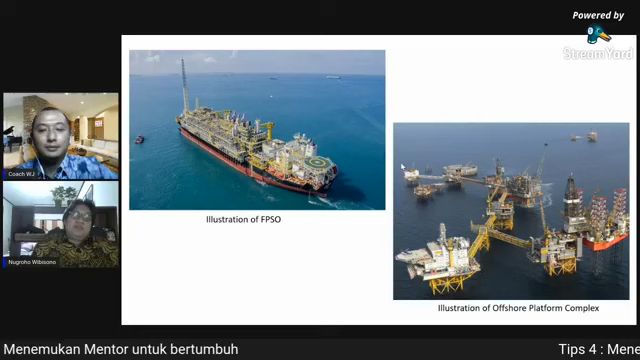 Powered by
StreamYard
Coach WJ
Nugroho Wibisono
Illustration of FPSO
Illustration of Offshore Platform Complex
Menemukan Mentor untuk bertumbuh
Tips 4 : Mene